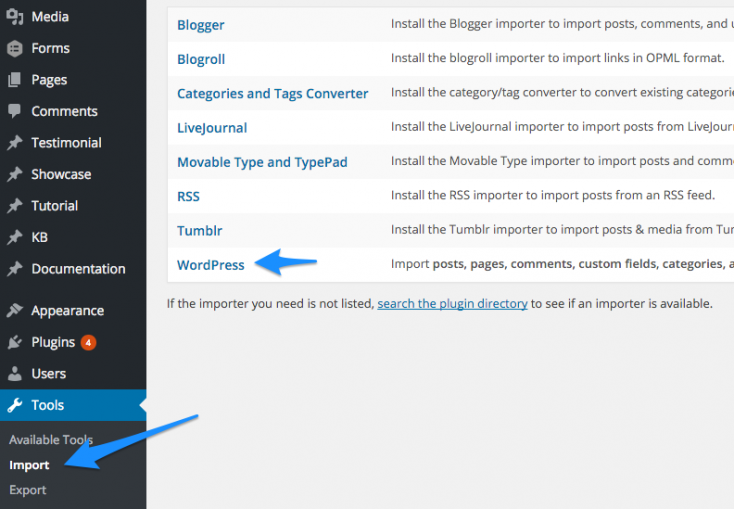 Media
Forms
Pages
Comments
Testimonial
Showcase
Tutorial
KB
Documentation
Appearance
Plugins 4
Users
Tools
Available Tools
Import
Export
Blogger Install the Blogger importer to import posts, comments, and
Blogroll Install the blogroll importer to import links in OPML format.
Categories and Tags Converter Install the category/tag converter to convert existing categorie
LiveJournal Install the LiveJournal importer to import posts from LiveJour
Movable Type and TypePad Install the Movable Type importer to import posts and comm
RSS Install the RSS importer to import posts from an RSS feed.
Tumblr Install the Tumblr importer to import posts & media from Tum
WordPress Import posts, pages, comments, custom fields, categories, a
If the importer you need is not listed, search the plugin directory to see if an importer is available.